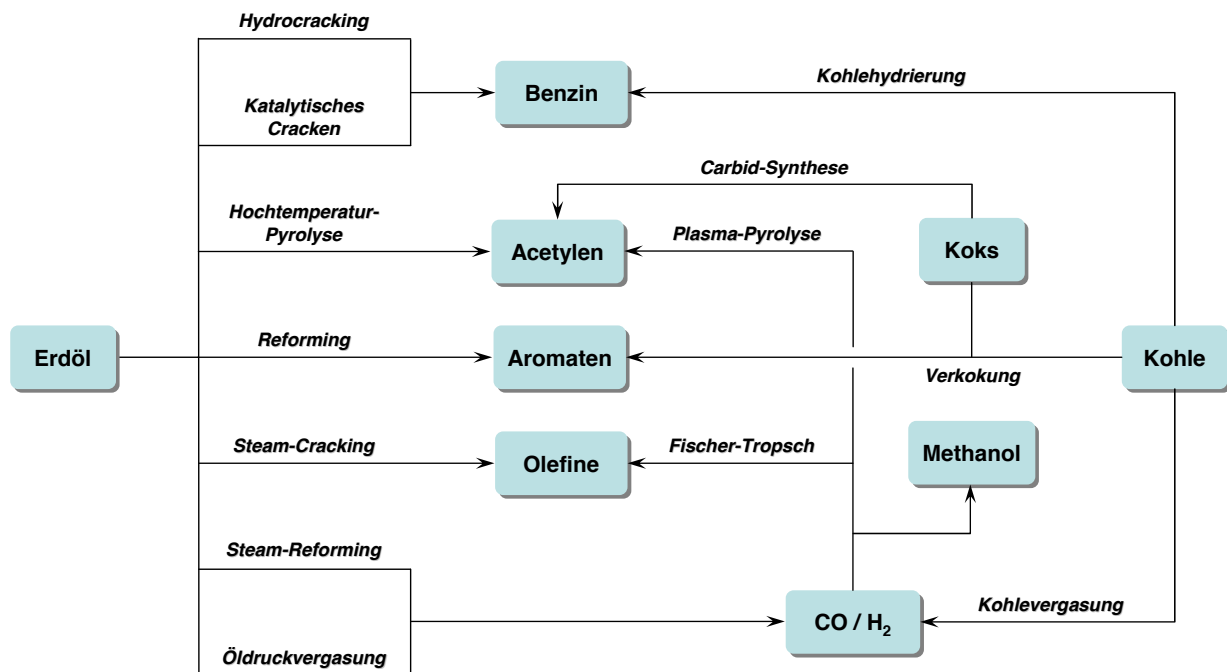 Hydrocracking
Benzin
Kohlehydrierung
Katalytisches
Cracken
Carbid-Synthese
Hochtemperatur-
Pyrolyse
Acetylen
Plasma-Pyrolyse
Koks
Erdöl
Reforming
Aromaten
Verkokung
Kohle
Steam-Cracking
Olefine
Fischer-Tropsch
Methanol
Steam-Reforming
CO / H₂
Kohlevergasung
Öldruckvergasung